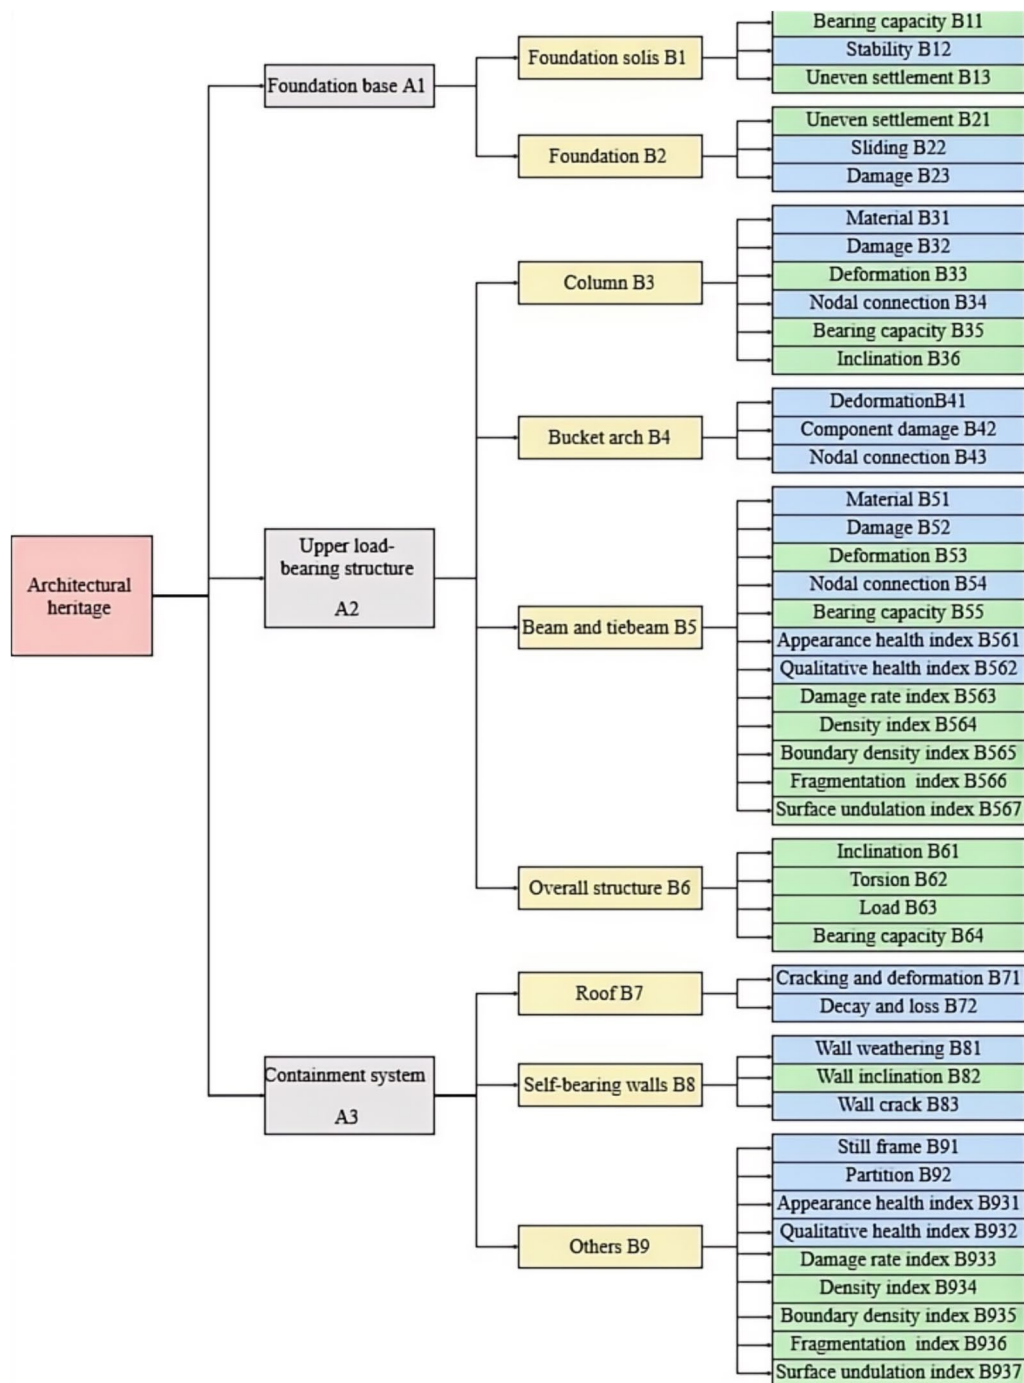 Architectural
heritage
Foundation base A1
Foundation solis B1
Bearing capacity B11
Stability B12
Uneven settlement B13
Foundation B2
Uneven settlement B21
Sliding B22
Damage B23
Upper load-
bearing structure
A2
Column B3
Material B31
Damage B32
Deformation B33
Nodal connection B34
Bearing capacity B35
Inclination B36
Bucket arch B4
DedormationB41
Component damage B42
Nodal connection B43
Beam and tiebeam B5
Material B51
Damage B52
Deformation B53
Nodal connection B54
Bearing capacity B55
Appearance health index B561
Qualitative health index B562
Damage rate index B563
Density index B564
Boundary density index B565
Fragmentation index B566
Surface undulation index B567
Overall structure B6
Inclination B61
Torsion B62
Load B63
Bearing capacity B64
Containment system
A3
Roof B7
Cracking and deformation B71
Decay and loss B72
Self-bearing walls B8
Wall weathering B81
Wall inclination B82
Wall crack B83
Others B9
Still frame B91
Partition B92
Appearance health index B931
Qualitative health index B932
Damage rate index B933
Density index B934
Boundary density index B935
Fragmentation index B936
Surface undulation index B937